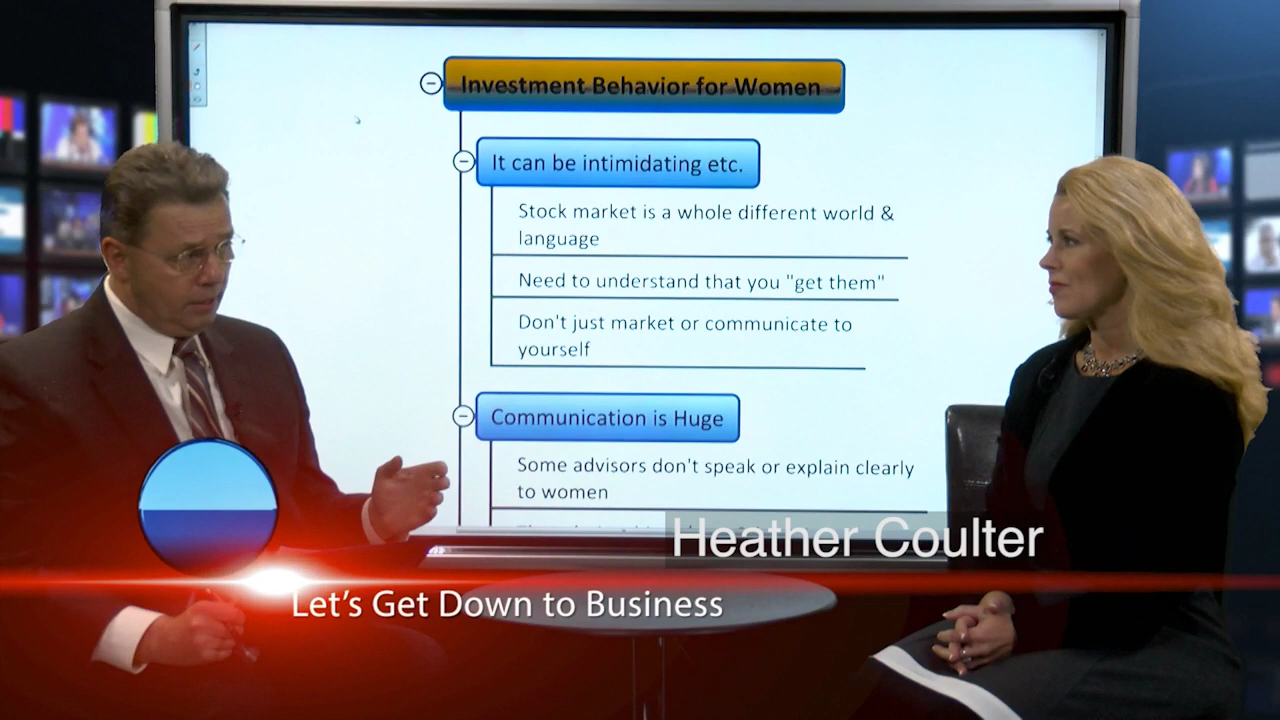 Investment Behavior for Women
It can be intimidating etc.
Stock market is a whole different world &
language
Need to understand that you "get them"
Don't just market or communicate to
yourself
Communication is Huge
Some advisors don't speak or explain clearly
to women
Heather Coulter
Let's Get Down to Business